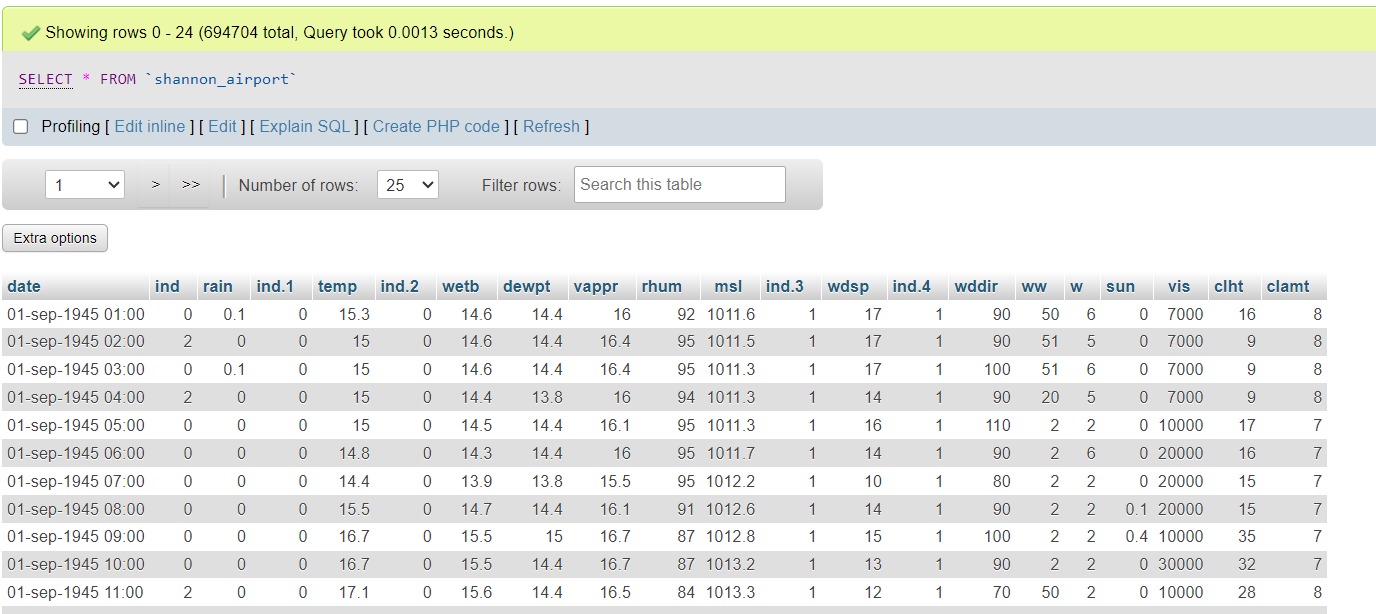 Showing rows 0 - 24 (694704 total, Query took 0.0013 seconds.)
SELECT * FROM `shannon_airport`
Profiling [ Edit inline ] [ Edit ] [ Explain SQL ] [ Create PHP code ] [ Refresh ]
1 > >> | Number of rows: 25 Filter rows: Search this table
Extra options
date ind rain ind.1 temp ind.2 wetb dewpt vappr rhum msl ind.3 wdsp ind.4 wddir ww w sun vis clht clamt
01-sep-1945 01:00 0 0.1 0 15.3 0 14.6 14.4 16 92 1011.6 1 17 1 90 50 6 0 7000 16 8
01-sep-1945 02:00 2 0 0 15 0 14.6 14.4 16.4 95 1011.5 1 17 1 90 51 5 0 7000 9 8
01-sep-1945 03:00 0 0.1 0 15 0 14.6 14.4 16.4 95 1011.3 1 17 1 100 51 6 0 7000 9 8
01-sep-1945 04:00 2 0 0 15 0 14.4 13.8 16 94 1011.3 1 14 1 90 20 5 0 7000 9 8
01-sep-1945 05:00 0 0 0 15 0 14.5 14.4 16.1 95 1011.3 1 16 1 110 2 2 0 10000 17 7
01-sep-1945 06:00 0 0 0 14.8 0 14.3 14.4 16 95 1011.7 1 14 1 90 2 6 0 20000 16 7
01-sep-1945 07:00 0 0 0 14.4 0 13.9 13.8 15.5 95 1012.2 1 10 1 80 2 2 0 20000 15 7
01-sep-1945 08:00 0 0 0 15.5 0 14.7 14.4 16.1 91 1012.6 1 14 1 90 2 2 0.1 20000 15 7
01-sep-1945 09:00 0 0 0 16.7 0 15.5 15 16.7 87 1012.8 1 15 1 100 2 2 0.4 10000 35 7
01-sep-1945 10:00 0 0 0 16.7 0 15.5 14.4 16.7 87 1013.2 1 13 1 90 2 2 0 30000 32 7
01-sep-1945 11:00 2 0 0 17.1 0 15.6 14.4 16.5 84 1013.3 1 12 1 70 50 2 0 10000 28 8